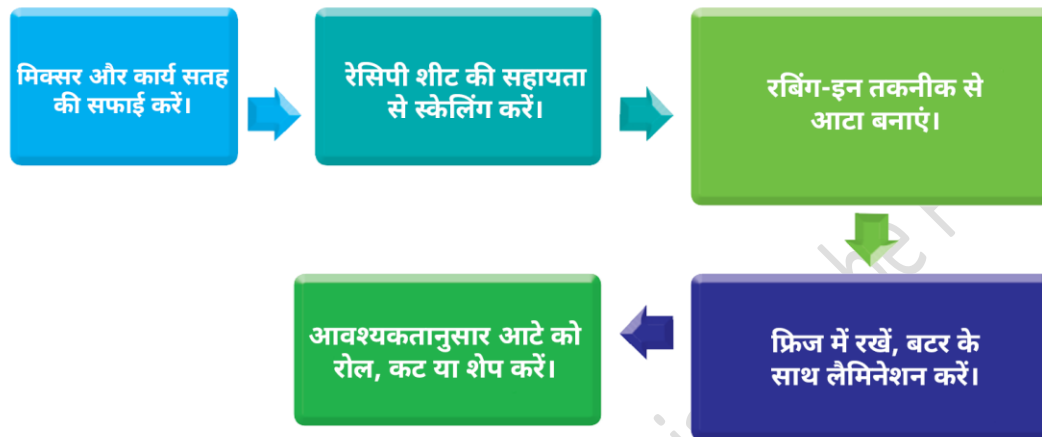 मिक्सर और कार्य सतह
की सफाई करें।
रेसिपी शीट की सहायता
से स्केलिंग करें।
रबिंग-इन तकनीक से
आटा बनाएं।
फ्रिज में रखें, बटर के
साथ लैमिनेशन करें।
आवश्यकतानुसार आटे को
रोल, कट या शेप करें।